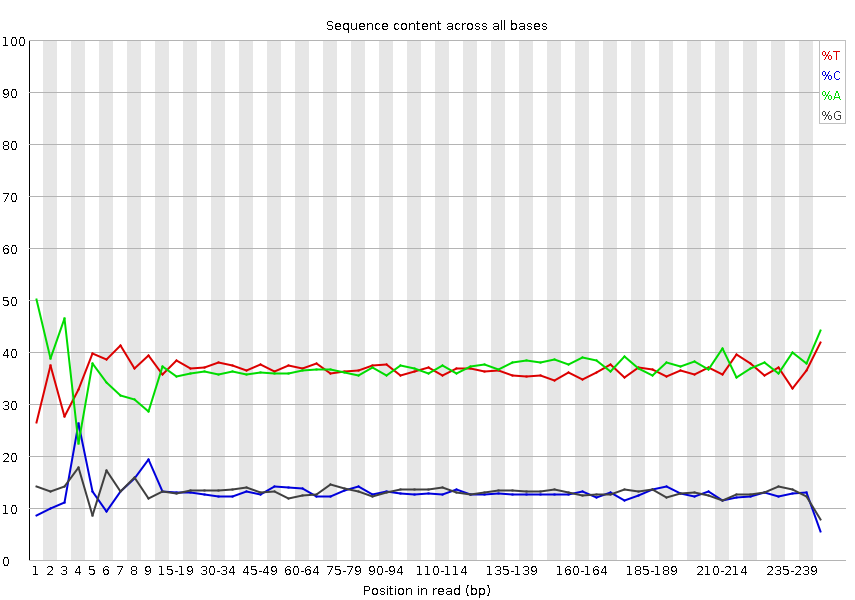 Sequence content across all bases
100
90
80
70
60
50
40
30
20
10
0
%T
%C
%A
%G
1 2 3 4 5 6 7 8 9 15-19 30-34 45-49 60-64 75-79 90-94 110-114 135-139 160-164 185-189 210-214 235-239
Position in read (bp)